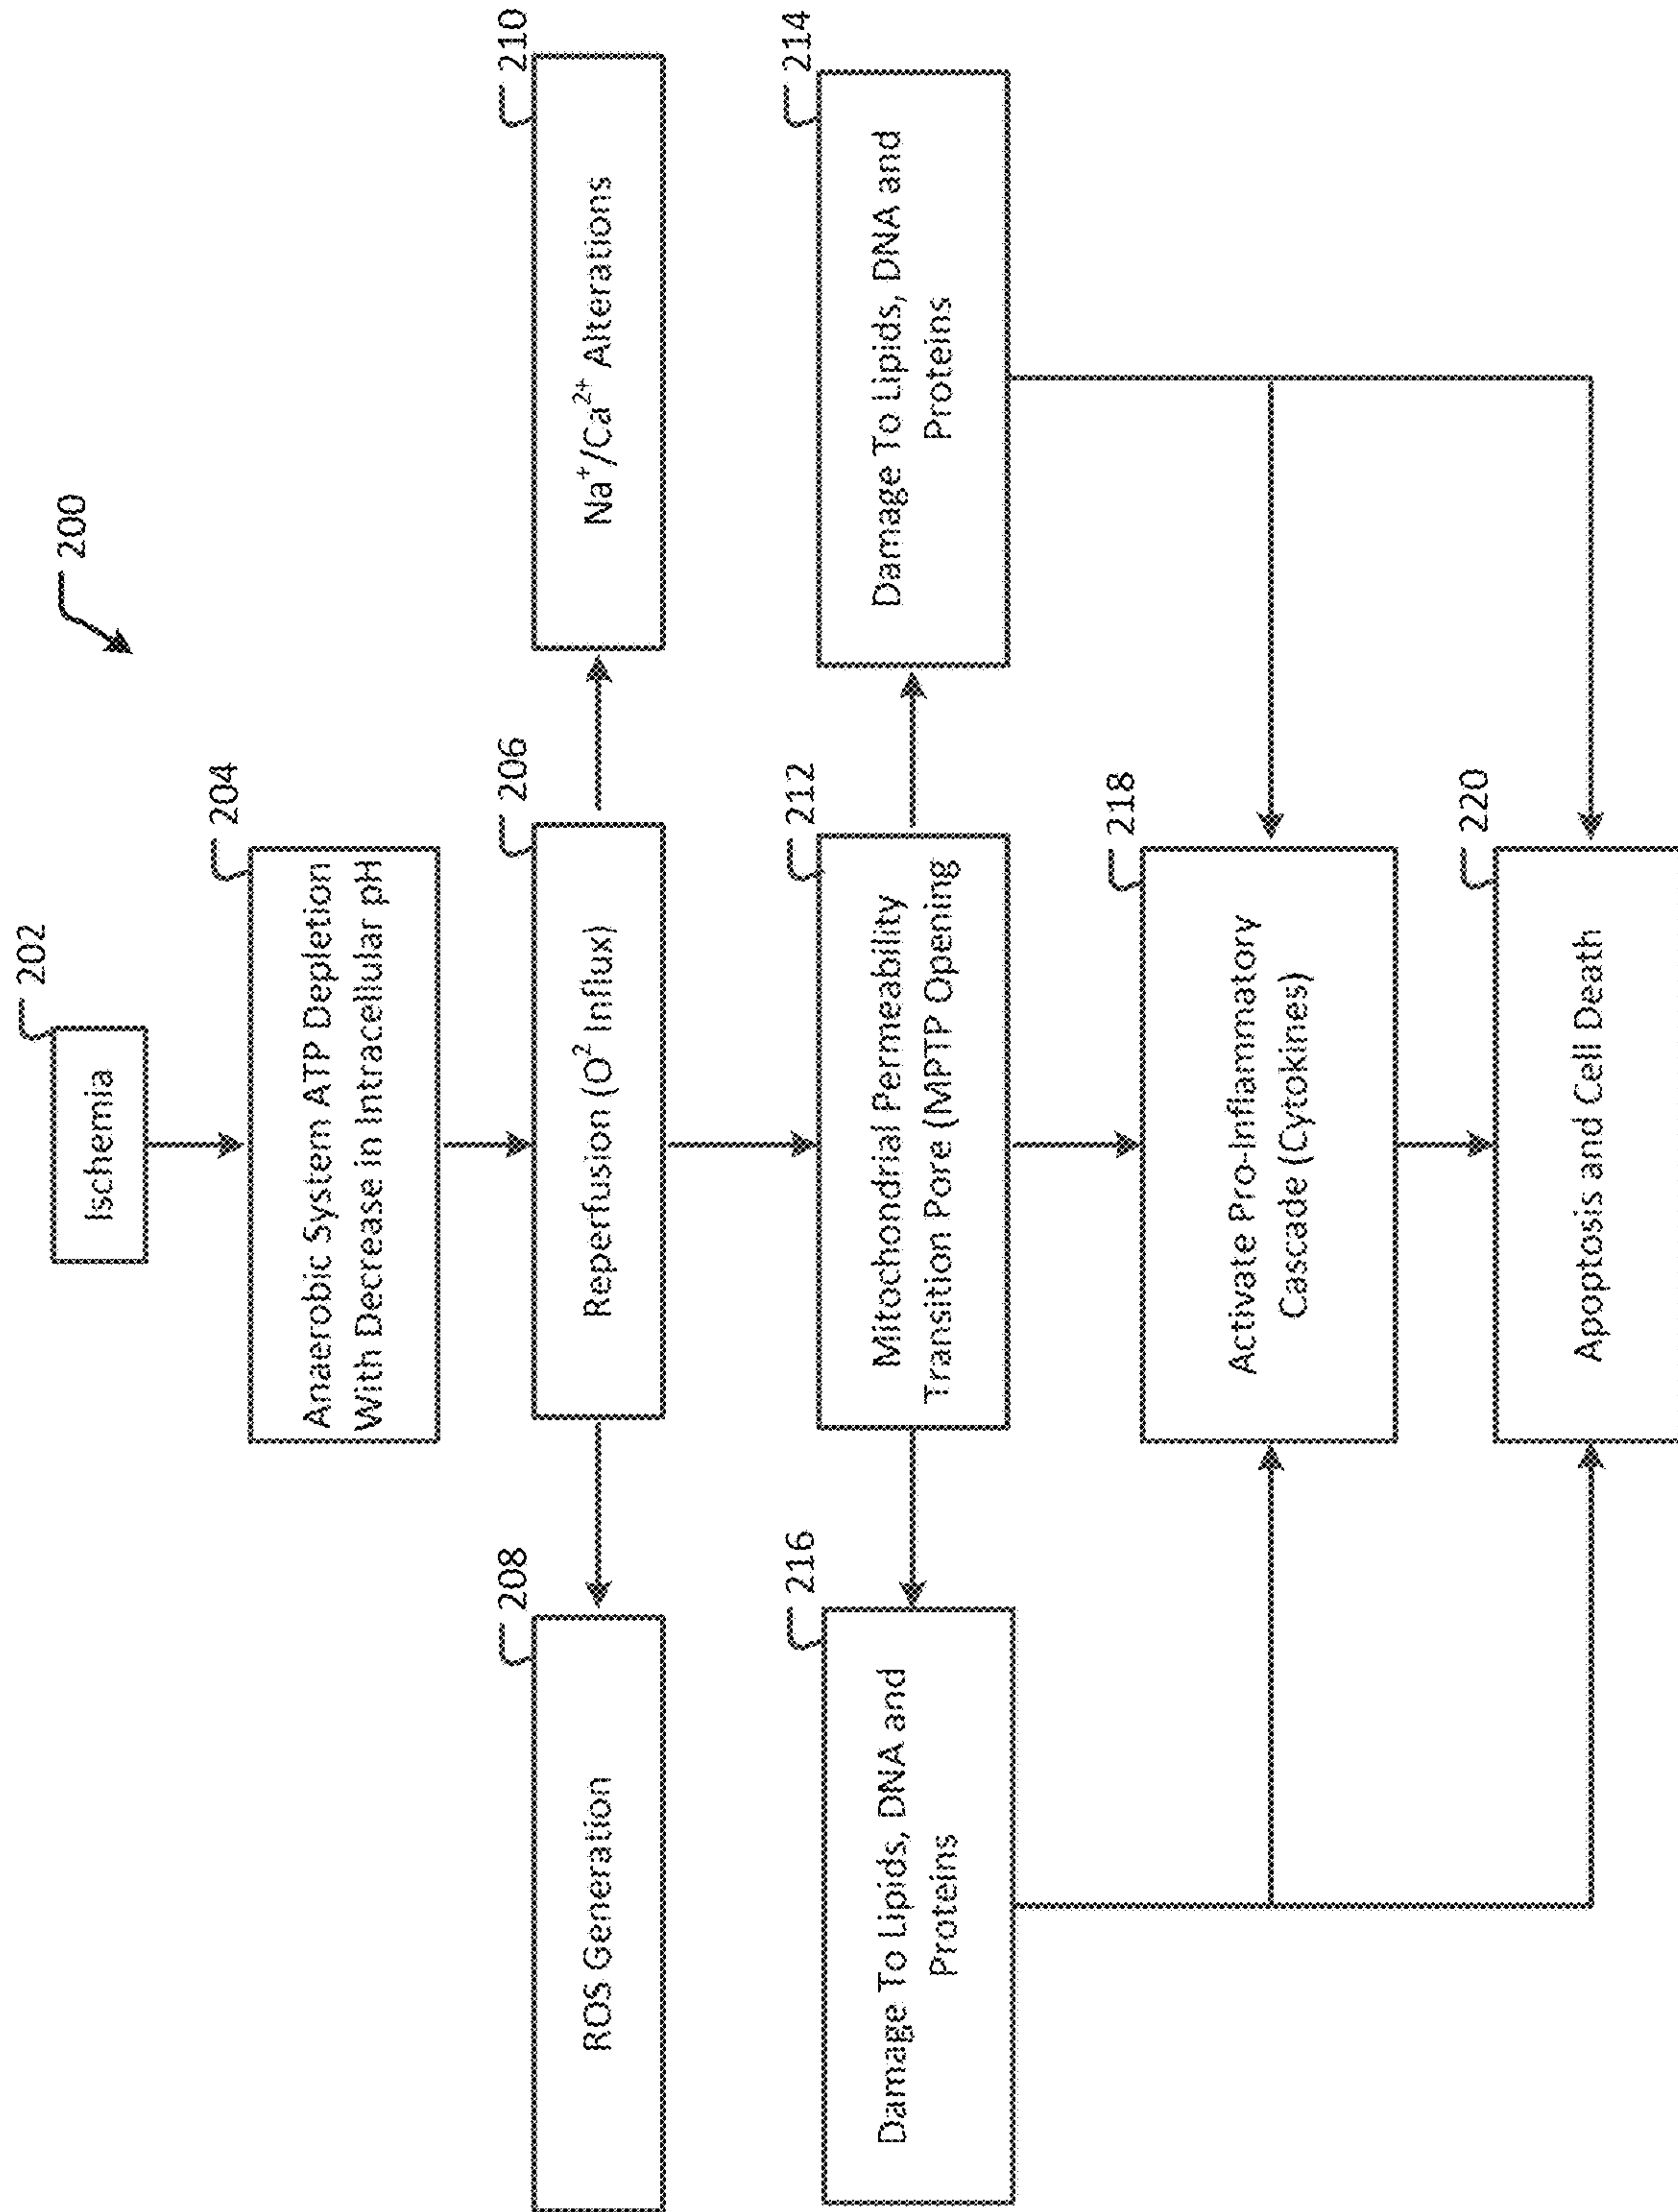 200
202
Ischemia
204
Anaerobic System ATP Depletion
With Decrease in Intracellular pH
208
206
210
ROS Generation
Reperfusion (O² Influx)
Na⁺/Ca²⁺ Alterations
216
212
214
Damage To Lipids, DNA and
Proteins
Mitochondrial Permeability
Transition Pore (MPTP Opening
Damage To Lipids, DNA and
Proteins
218
Activate Pro-Inflammatory
Cascade (Cytokines)
220
Apoptosis and Cell Death